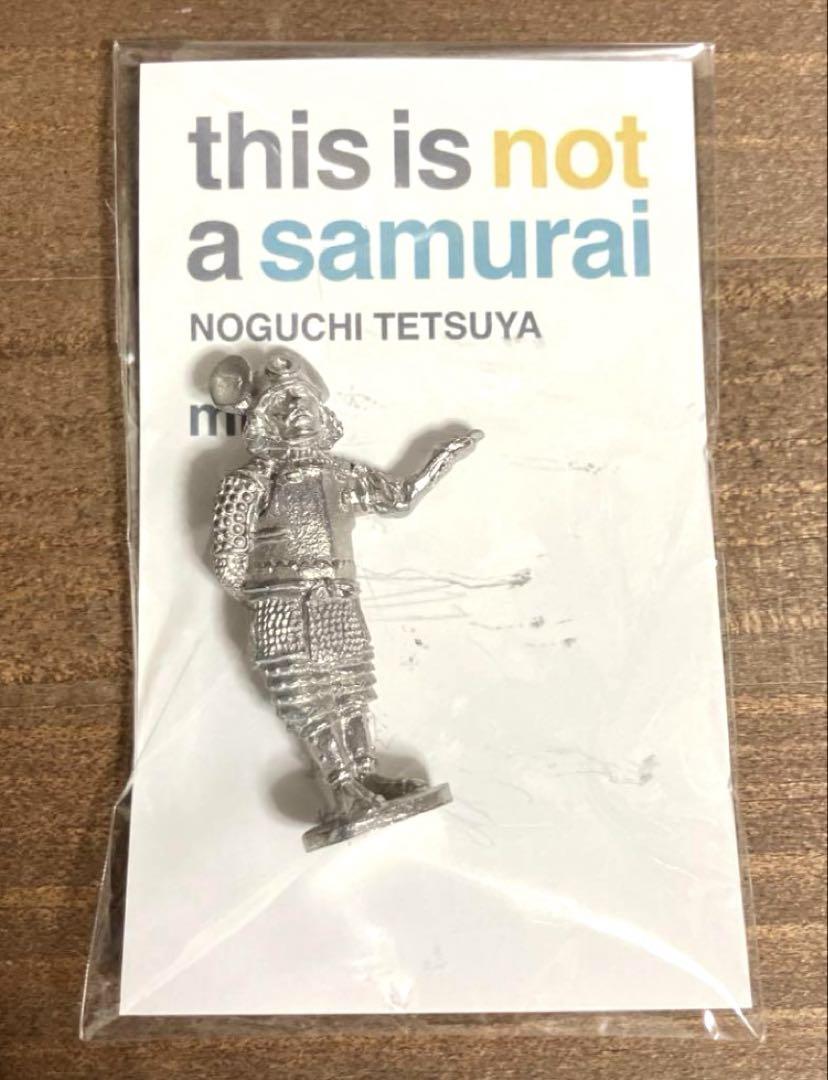 this is not
a samurai
NOGUCHI TETSUYA